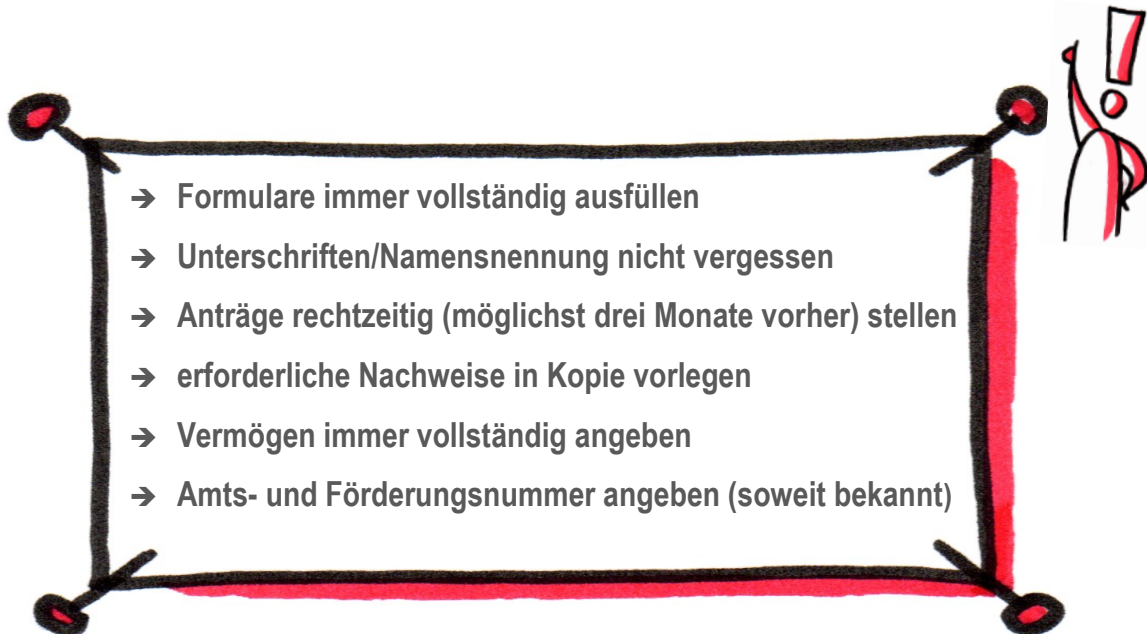 → Formulare immer vollständig ausfüllen
→ Unterschriften/Namensnennung nicht vergessen
→ Anträge rechtzeitig (möglichst drei Monate vorher) stellen
→ erforderliche Nachweise in Kopie vorlegen
→ Vermögen immer vollständig angeben
→ Amts- und Förderungsnummer angeben (soweit bekannt)